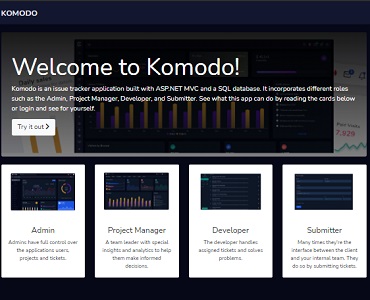 KOMODO
Welcome to Komodo!
Komodo is an issue tracker application built with ASP.NET MVC and a SQL database. It incorporates different roles
such as the Admin, Project Manager, Developer, and Submitter. See what this app can do by reading the cards below
or login and see for yourself.
Try it out >
7,929
Admin
Admins have full control over
the applications users,
projects and tickets.
Project Manager
A team leader with special
insights and analytics to
help them make informed
decisions.
Developer
The developer handles
assigned tickets and solves
problems.
Submitter
Many times they're the
interface between the client
and your internal team. They
do so by submitting tickets.